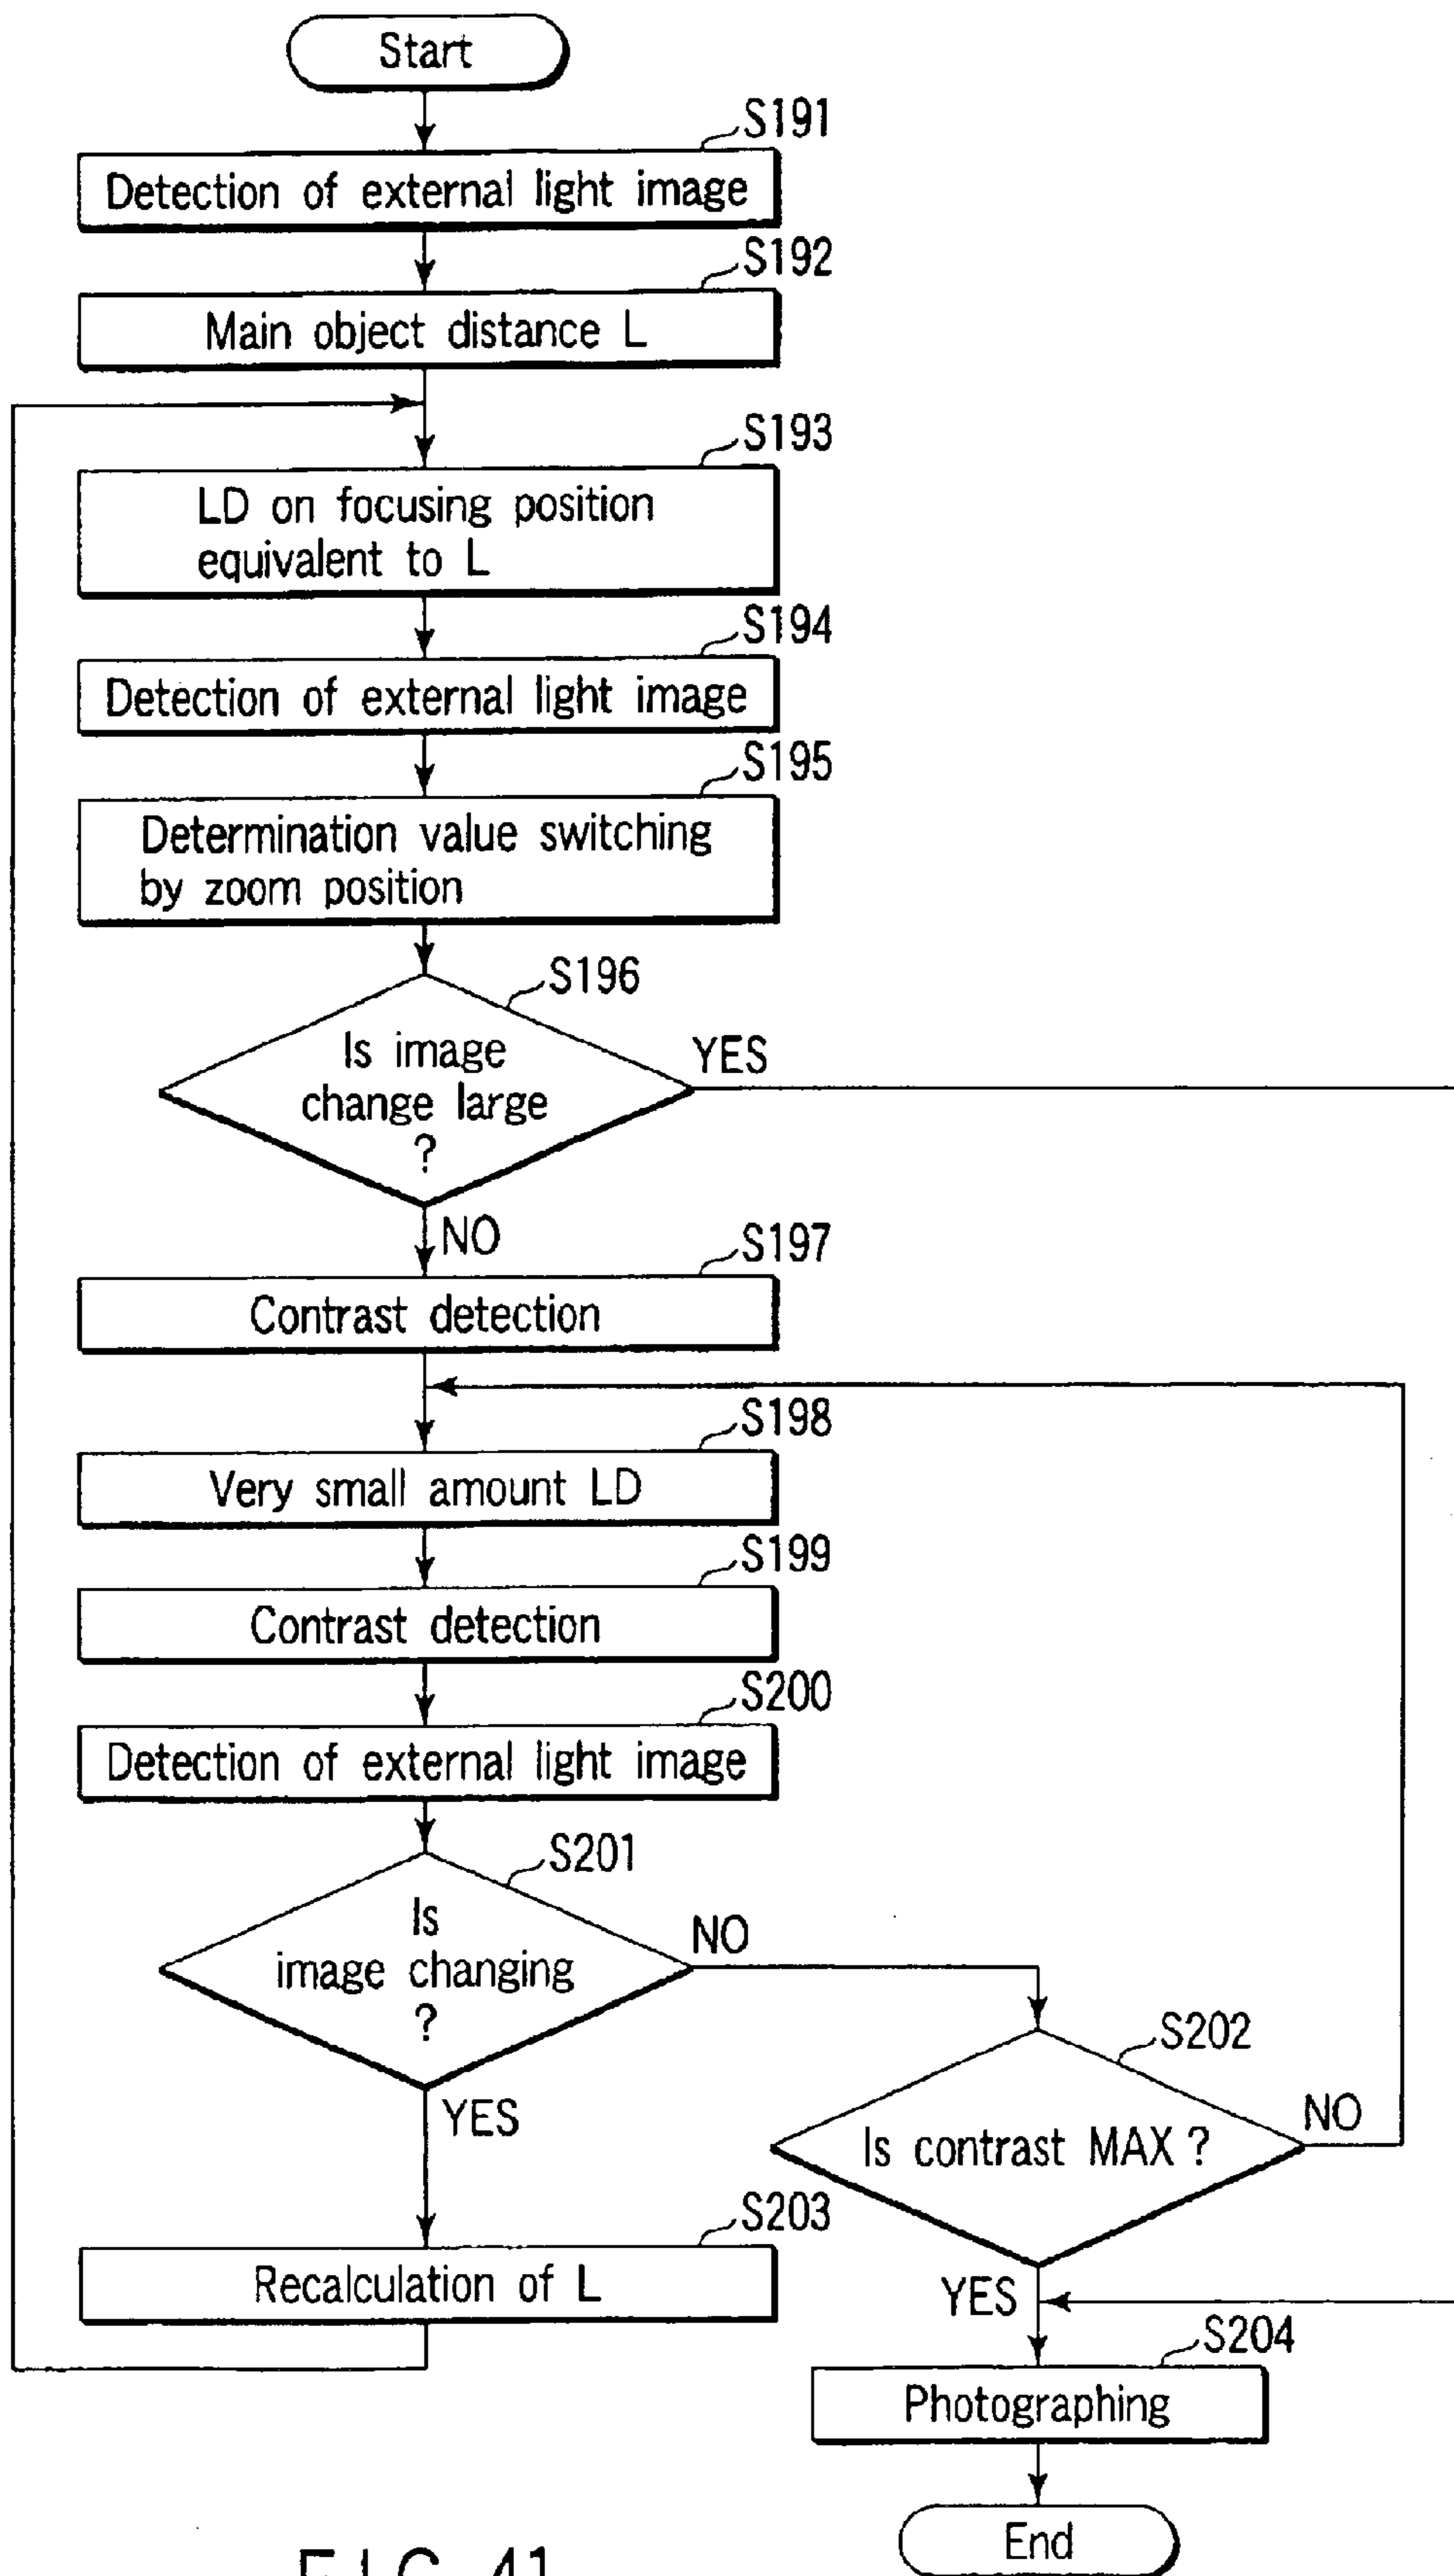 Start
S191
Detection of external light image
S192
Main object distance L
S193
LD on focusing position
equivalent to L
S194
Detection of external light image
S195
Determination value switching
by zoom position
S196
Is image
change large
?
YES
NO
S197
Contrast detection
S198
Very small amount LD
S199
Contrast detection
S200
Detection of external light image
S201
Is
image changing
?
NO
YES
S202
Is contrast MAX ?
NO
YES
S203
Recalculation of L
S204
Photographing
End
FIG. 41